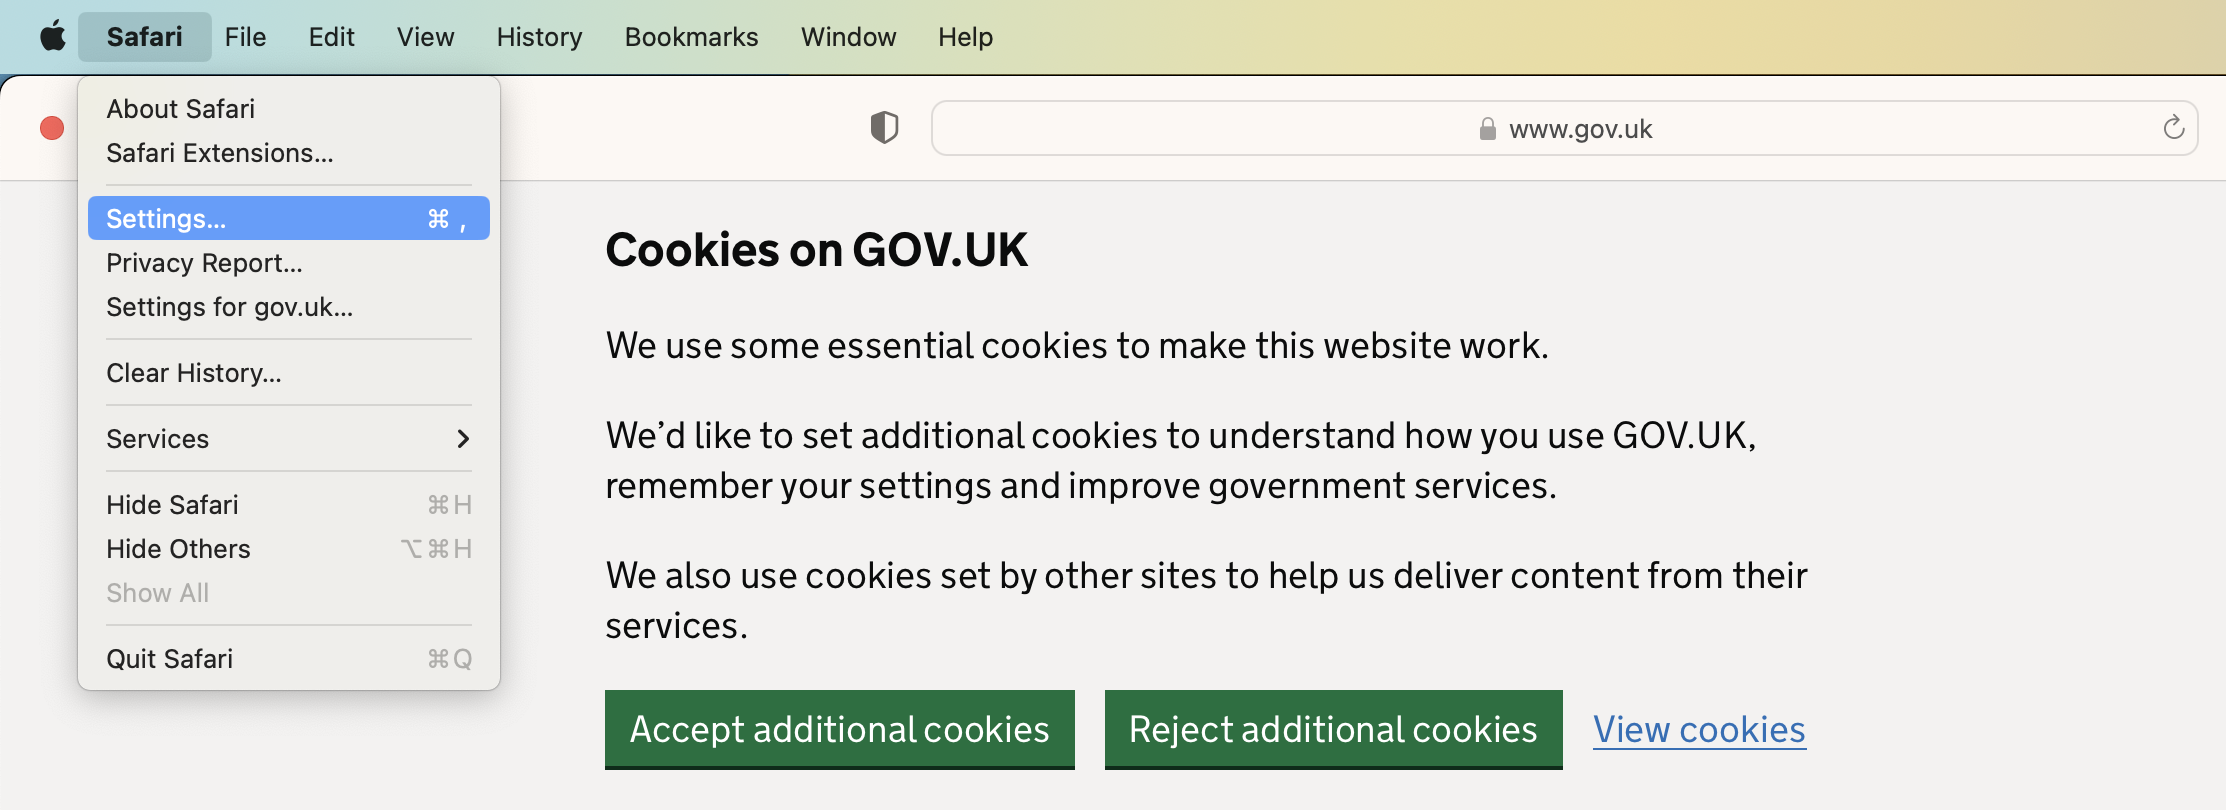 Safari File Edit View History Bookmarks Window Help
About Safari
Safari Extensions...
Settings... ⌘ ,
Privacy Report...
Settings for gov.uk...
Clear History...
Services
Hide Safari ⌘H
Hide Others ⌥⌘H
Show All
Quit Safari ⌘Q
www.gov.uk
Cookies on GOV.UK
We use some essential cookies to make this website work.
We’d like to set additional cookies to understand how you use GOV.UK,
remember your settings and improve government services.
We also use cookies set by other sites to help us deliver content from their
services.
Accept additional cookies Reject additional cookies View cookies